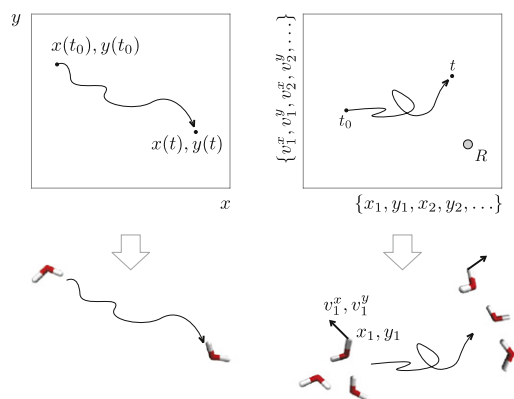 y
x(t₀), y(t₀)
x(t), y(t)
x
{v₁ˣ, v₁ʸ, v₂ˣ, v₂ʸ, . . .}
t
t₀
R
{x₁, y₁, x₂, y₂, . . .}
v₁ˣ, v₁ʸ
x₁, y₁